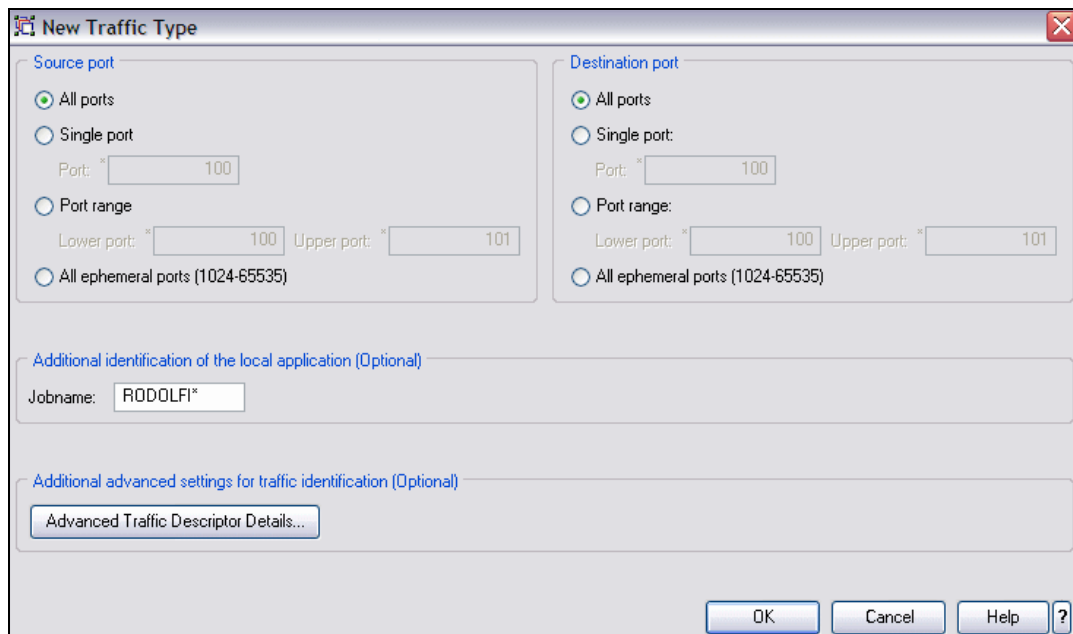 New Traffic Type
Source port
All ports
Single port
Port: * 100
Port range
Lower port: * 100 Upper port: * 101
All ephemeral ports (1024-65535)
Destination port
All ports
Single port:
Port: * 100
Port range:
Lower port: * 100 Upper port: * 101
All ephemeral ports (1024-65535)
Additional identification of the local application (Optional)
Jobname: RODOLFI*
Additional advanced settings for traffic identification (Optional)
Advanced Traffic Descriptor Details...
OK Cancel Help ?